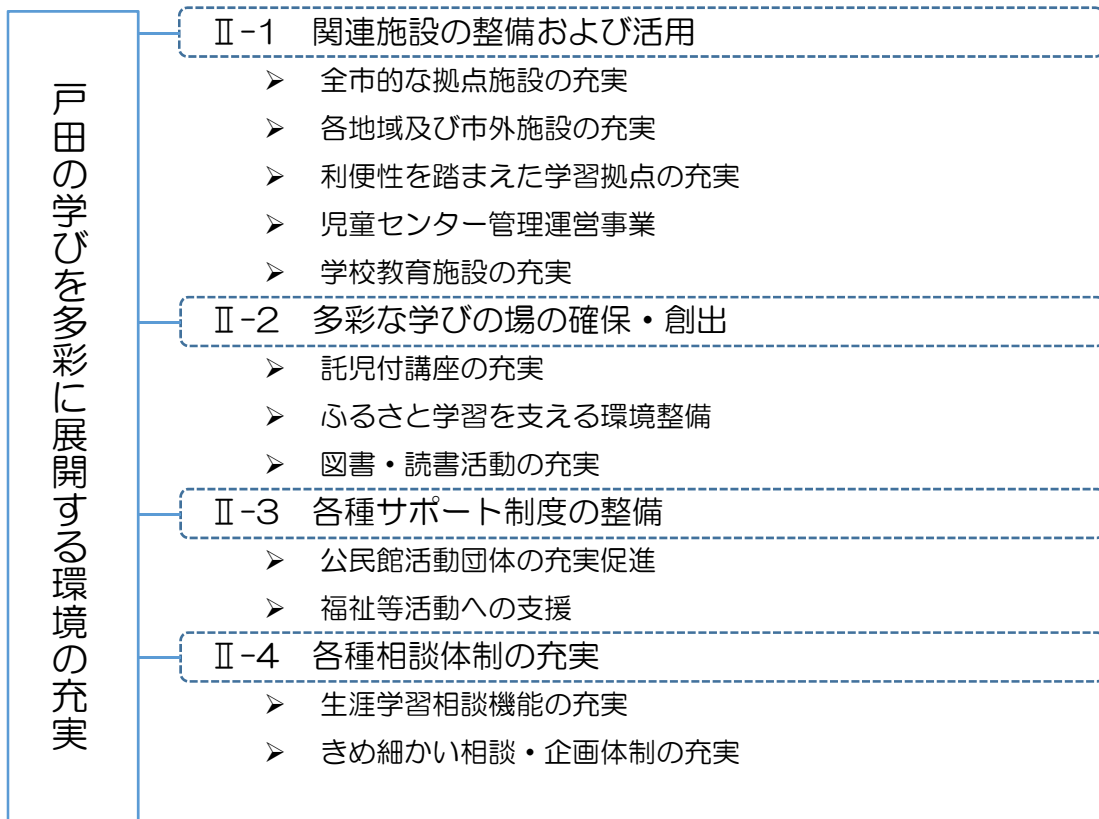 戸田の学びを多彩に展開する環境の充実
Ⅱ-1 関連施設の整備および活用
➢ 全市的な拠点施設の充実
➢ 各地域及び市外施設の充実
➢ 利便性を踏まえた学習拠点の充実
➢ 児童センター管理運営事業
➢ 学校教育施設の充実
Ⅱ-2 多彩な学びの場の確保・創出
➢ 託児付講座の充実
➢ ふるさと学習を支える環境整備
➢ 図書・読書活動の充実
Ⅱ-3 各種サポート制度の整備
➢ 公民館活動団体の充実促進
➢ 福祉等活動への支援
Ⅱ-4 各種相談体制の充実
➢ 生涯学習相談機能の充実
➢ きめ細かい相談・企画体制の充実